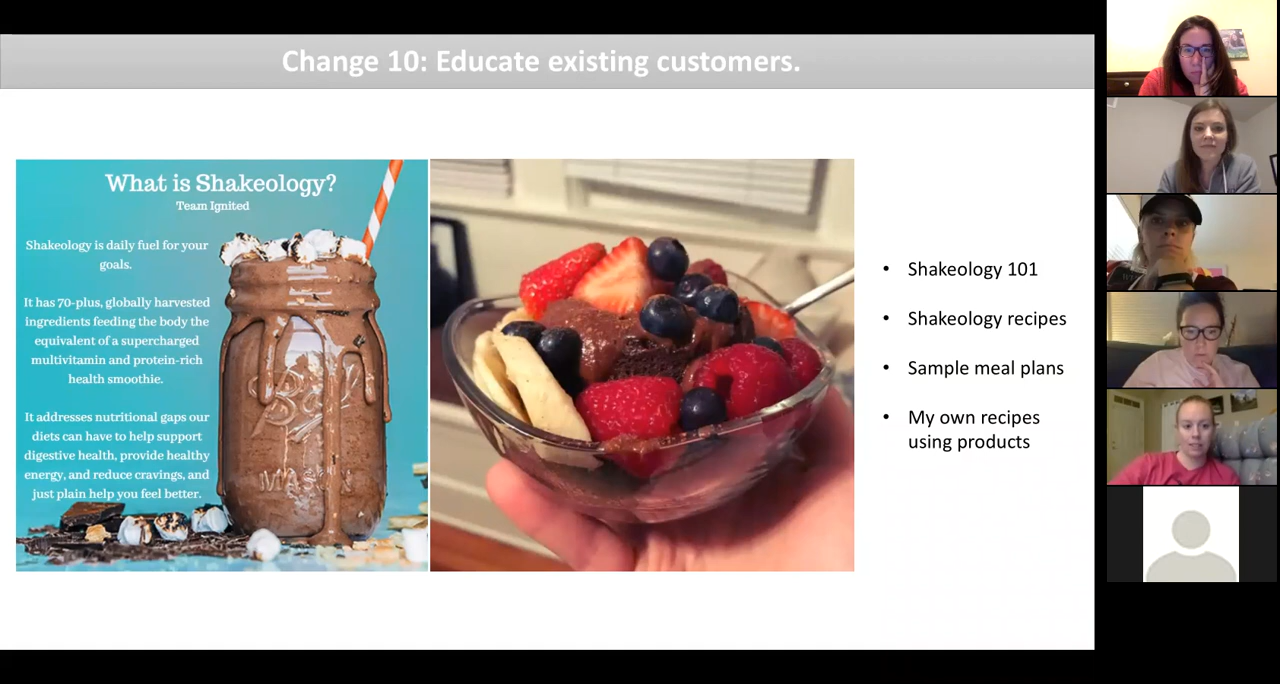 Change 10: Educate existing customers.
What is Shakeology?
Team Ignited
Shakeology is daily fuel for your
goals.
It has 70-plus, globally harvested
ingredients feeding the body the
equivalent of a supercharged
multivitamin and protein-rich
health smoothie.
It addresses nutritional gaps our
diets can have to help support
digestive health, provide healthy
energy, and reduce cravings, and
just plain help you feel better.
MASON
• Shakeology 101
• Shakeology recipes
• Sample meal plans
• My own recipes
using products